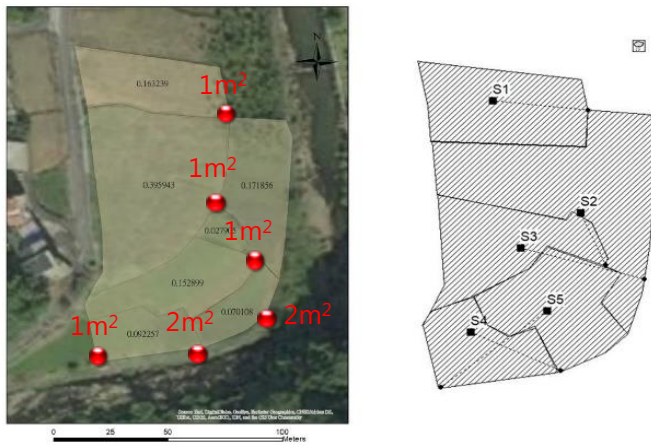 N
0.163239
1m²
0.395943
1m²
0.171856
0.027905
1m²
0.152899
0.070108
2m²
1m²
0.092257
2m²
0 25 50 100
Meters
S1
S2
S3
S5
S4